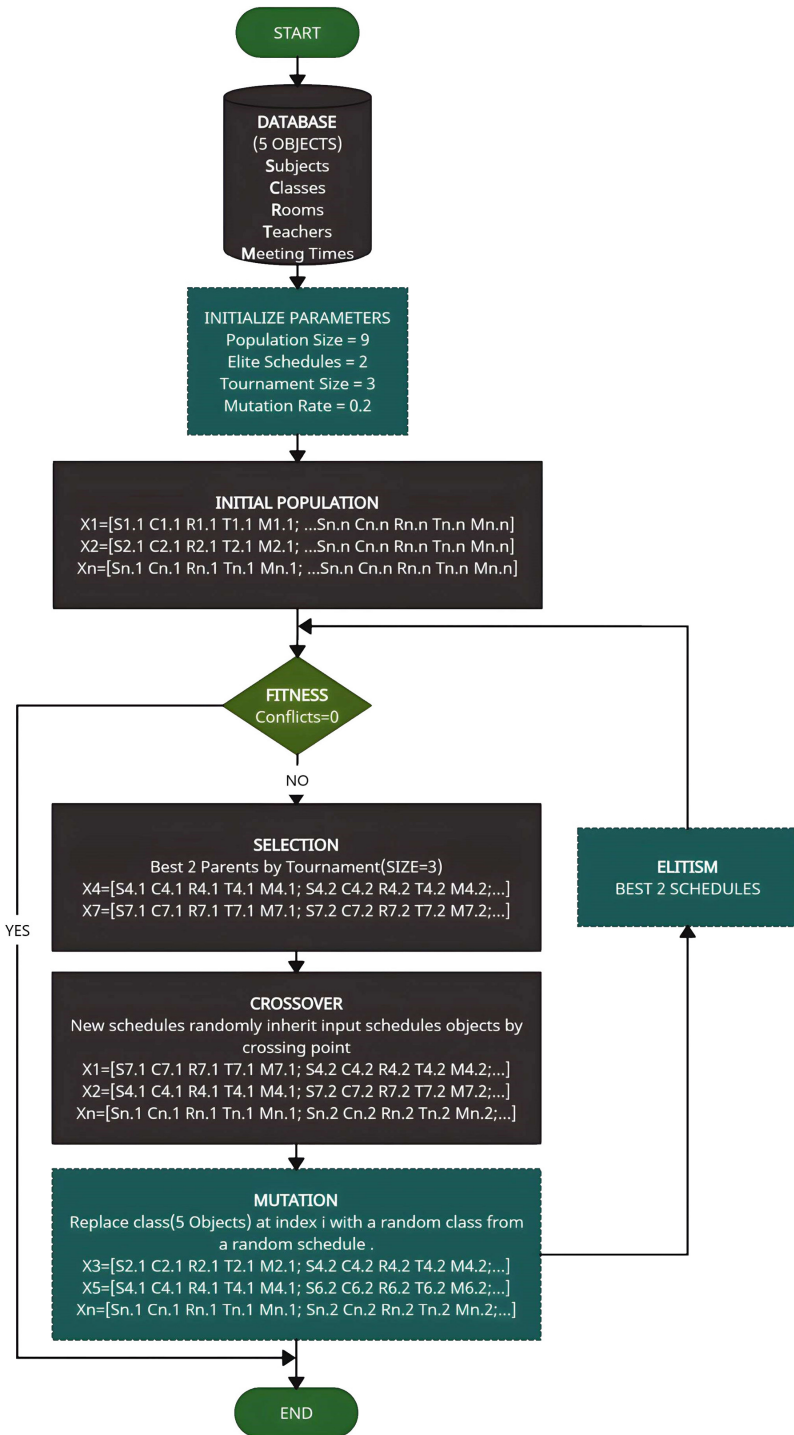 START
DATABASE
(5 OBJECTS)
Subjects
Classes
Rooms
Teachers
Meeting Times
INITIALIZE PARAMETERS
Population Size = 9
Elite Schedules = 2
Tournament Size = 3
Mutation Rate = 0.2
INITIAL POPULATION
X1=[S1.1 C1.1 R1.1 T1.1 M1.1; ...Sn.n Cn.n Rn.n Tn.n Mn.n]
X2=[S2.1 C2.1 R2.1 T2.1 M2.1; ...Sn.n Cn.n Rn.n Tn.n Mn.n]
Xn=[Sn.1 Cn.1 Rn.1 Tn.1 Mn.1; ...Sn.n Cn.n Rn.n Tn.n Mn.n]
FITNESS
Conflicts=0
NO
SELECTION
Best 2 Parents by Tournament(SIZE=3)
X4=[S4.1 C4.1 R4.1 T4.1 M4.1; S4.2 C4.2 R4.2 T4.2 M4.2;...]
X7=[S7.1 C7.1 R7.1 T7.1 M7.1; S7.2 C7.2 R7.2 T7.2 M7.2;...]
ELITISM
BEST 2 SCHEDULES
YES
CROSSOVER
New schedules randomly inherit input schedules objects by
crossing point
X1=[S7.1 C7.1 R7.1 T7.1 M7.1; S4.2 C4.2 R4.2 T4.2 M4.2;...]
X2=[S4.1 C4.1 R4.1 T4.1 M4.1; S7.2 C7.2 R7.2 T7.2 M7.2;...]
Xn=[Sn.1 Cn.1 Rn.1 Tn.1 Mn.1; Sn.2 Cn.2 Rn.2 Tn.2 Mn.2;...]
MUTATION
Replace class(5 Objects) at index i with a random class from
a random schedule .
X3=[S2.1 C2.1 R2.1 T2.1 M2.1; S4.2 C4.2 R4.2 T4.2 M4.2;...]
X5=[S4.1 C4.1 R4.1 T4.1 M4.1; S6.2 C6.2 R6.2 T6.2 M6.2;...]
Xn=[Sn.1 Cn.1 Rn.1 Tn.1 Mn.1; Sn.2 Cn.2 Rn.2 Tn.2 Mn.2;...]
END